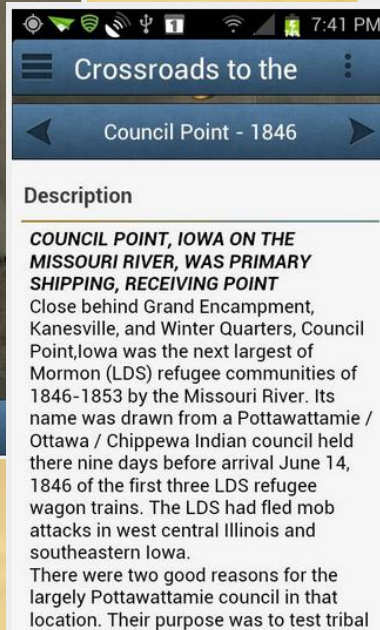 1 7:41 PM
Crossroads to the
Council Point - 1846
Description
COUNCIL POINT, IOWA ON THE
MISSOURI RIVER, WAS PRIMARY
SHIPPING, RECEIVING POINT
Close behind Grand Encampment,
Kanesville, and Winter Quarters, Council
Point,Iowa was the next largest of
Mormon (LDS) refugee communities of
1846-1853 by the Missouri River. Its
name was drawn from a Pottawattamie /
Ottawa / Chippewa Indian council held
there nine days before arrival June 14,
1846 of the first three LDS refugee
wagon trains. The LDS had fled mob
attacks in west central Illinois and
southeastern Iowa.
There were two good reasons for the
largely Pottawattamie council in that
location. Their purpose was to test tribal